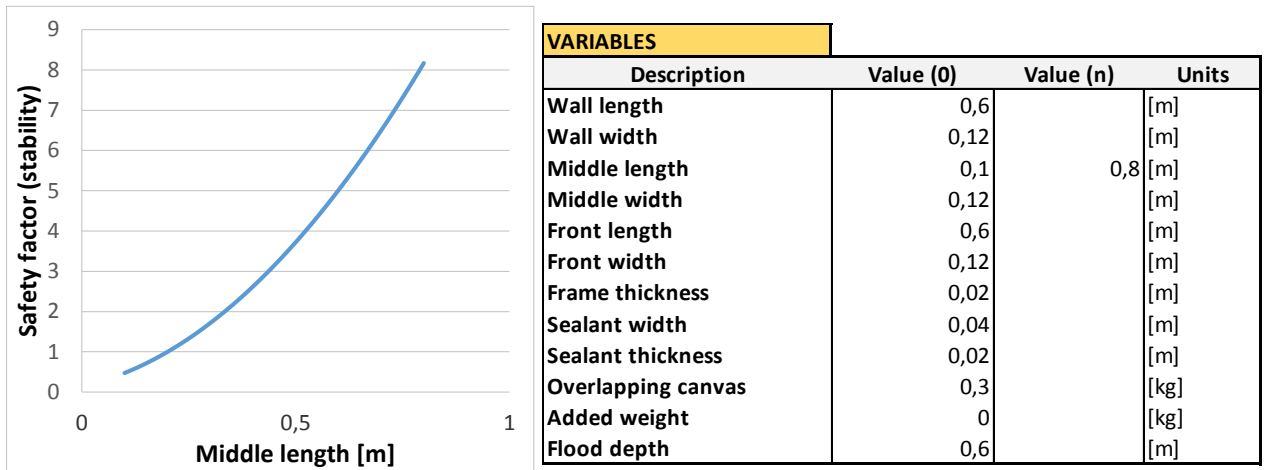 9
8
7
6
5
4
3
2
1
0
Safety factor (stability)
0 0,5 1
Middle length [m]
VARIABLES
Description Value (0) Value (n) Units
Wall length 0,6 [m]
Wall width 0,12 [m]
Middle length 0,1 0,8 [m]
Middle width 0,12 [m]
Front length 0,6 [m]
Front width 0,12 [m]
Frame thickness 0,02 [m]
Sealant width 0,04 [m]
Sealant thickness 0,02 [m]
Overlapping canvas 0,3 [kg]
Added weight 0 [kg]
Flood depth 0,6 [m]